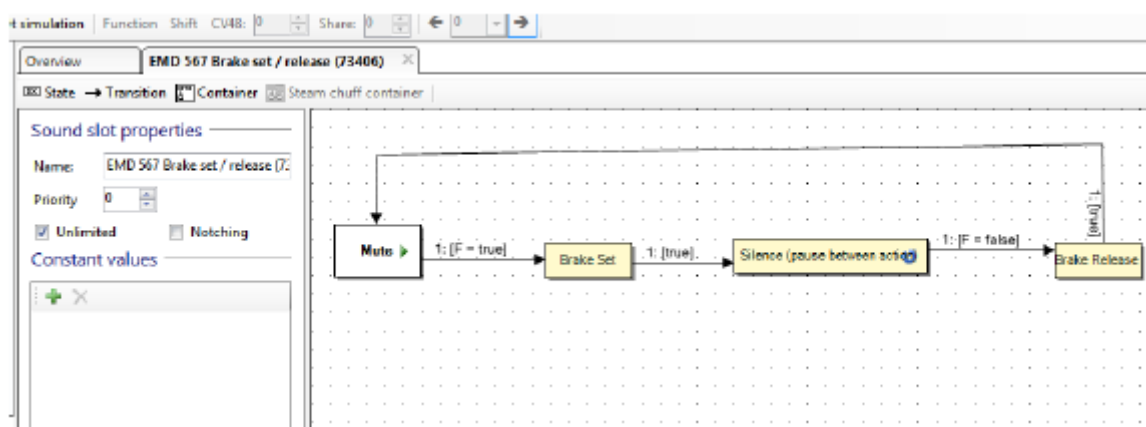 t simulation Function Shift CV48: 0 Share: 0 0
Overview EMD 567 Brake set / release (73406)
State Transition Container Steam chuff container
Sound slot properties
Name: EMD 567 Brake set / release (7.
Priority 0
Unlimited Notching
Constant values
1: [true]
Mute 1: [F = true] Brake Set 1: [true] Silence (pause between action 1: [F = false] Brake Release